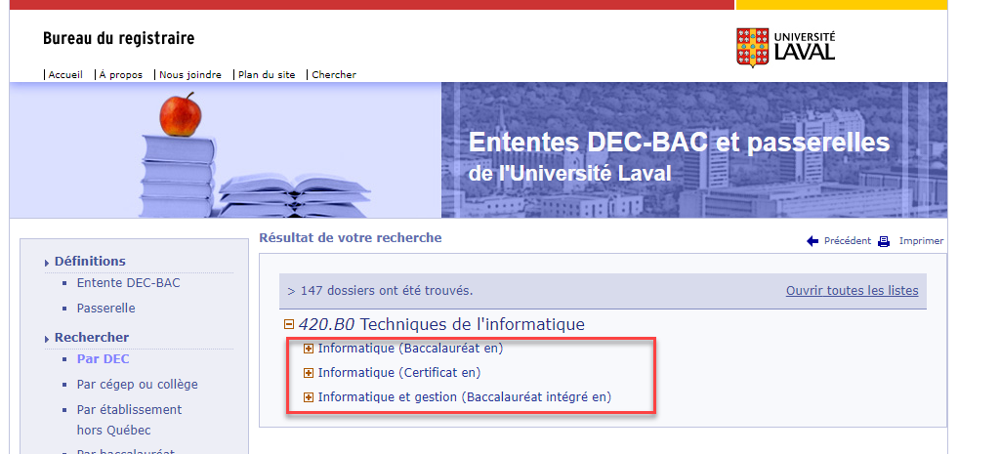 Bureau du registraire
UNIVERSITÉ
LAVAL
Accueil
À propos
Nous joindre
Plan du site
Chercher
Ententes DEC-BAC et passerelles
de l'Université Laval
Définitions
Entente DEC-BAC
Passerelle
Rechercher
Par DEC
Par cégep ou collège
Par établissement
hors Québec
Par baccalauréat
Résultat de votre recherche
Précédent
Imprimer
> 147 dossiers ont été trouvés.
Ouvrir toutes les listes
420.B0 Techniques de l'informatique
Informatique (Baccalauréat en)
Informatique (Certificat en)
Informatique et gestion (Baccalauréat intégré en)